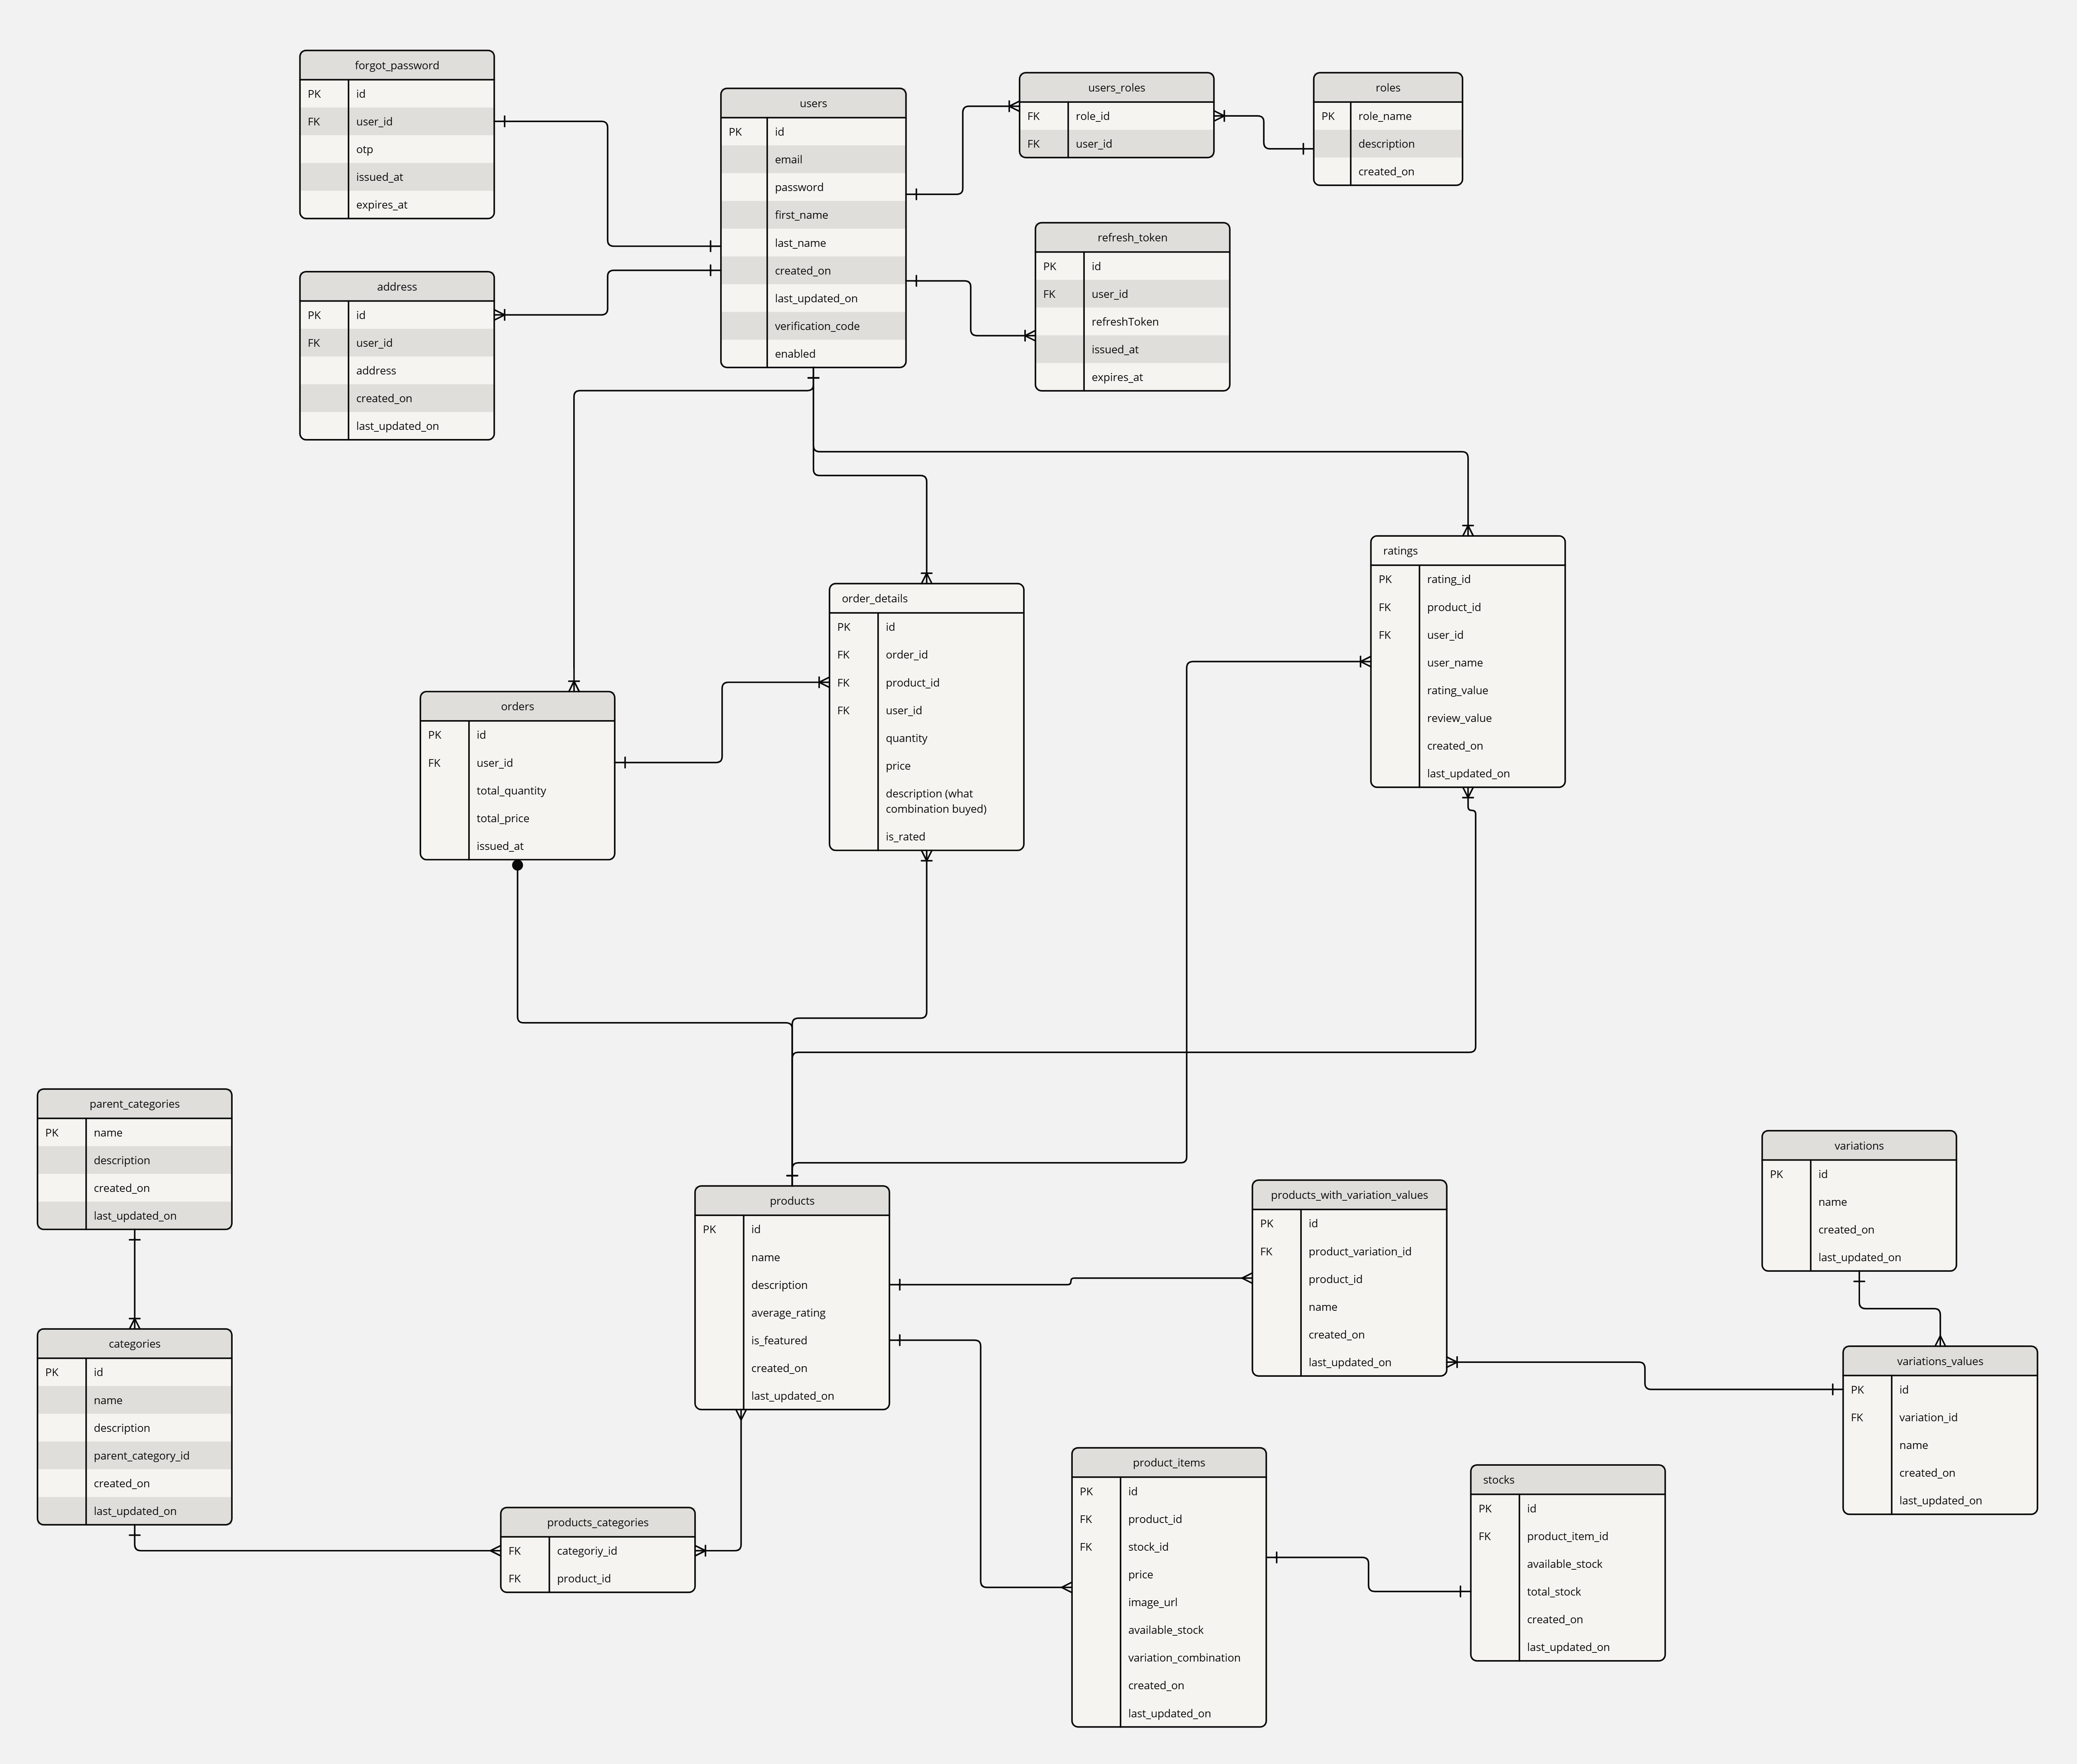 forgot_password
PK id
FK user_id
otp
issued_at
expires_at
users
PK id
email
password
first_name
last_name
created_on
last_updated_on
verification_code
enabled
users_roles
FK role_id
FK user_id
roles
PK role_name
description
created_on
address
PK id
FK user_id
address
created_on
last_updated_on
refresh_token
PK id
FK user_id
refreshToken
issued_at
expires_at
ratings
PK rating_id
FK product_id
FK user_id
user_name
rating_value
review_value
created_on
last_updated_on
order_details
PK id
FK order_id
FK product_id
FK user_id
quantity
price
description (what
combination buyed)
is_rated
orders
PK id
FK user_id
total_quantity
total_price
issued_at
parent_categories
PK name
description
created_on
last_updated_on
categories
PK id
name
description
parent_category_id
created_on
last_updated_on
products
PK id
name
description
average_rating
is_featured
created_on
last_updated_on
products_with_variation_values
PK id
FK product_variation_id
product_id
name
created_on
last_updated_on
variations
PK id
name
created_on
last_updated_on
variations_values
PK id
FK variation_id
name
created_on
last_updated_on
products_categories
FK categoriy_id
FK product_id
product_items
PK id
FK product_id
FK stock_id
price
image_url
available_stock
variation_combination
created_on
last_updated_on
stocks
PK id
FK product_item_id
available_stock
total_stock
created_on
last_updated_on